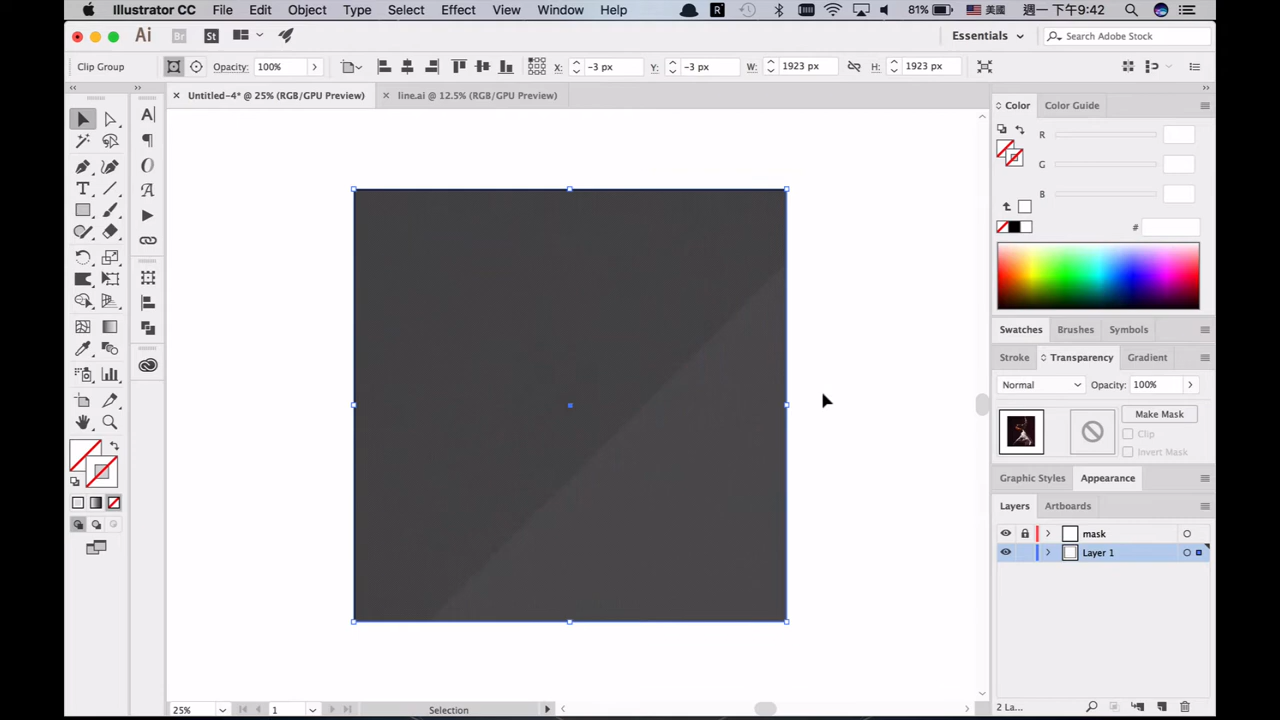 Illustrator CC File Edit Object Type Select Effect View Window Help 81% 美國 週一 下午9:42
Ai Br St Essentials Search Adobe Stock
Clip Group Opacity: 100% X: -3 px Y: -3 px W: 1923 px H: 1923 px
Untitled-4* @ 25% (RGB/GPU Preview) line.ai @ 12.5% (RGB/GPU Preview)
Color Color Guide
R
G
B
#
Swatches Brushes Symbols
Stroke Transparency Gradient
Normal Opacity: 100%
Make Mask
Clip
Invert Mask
Graphic Styles Appearance
Layers Artboards
mask
Layer 1
25% 1 Selection 2 La...